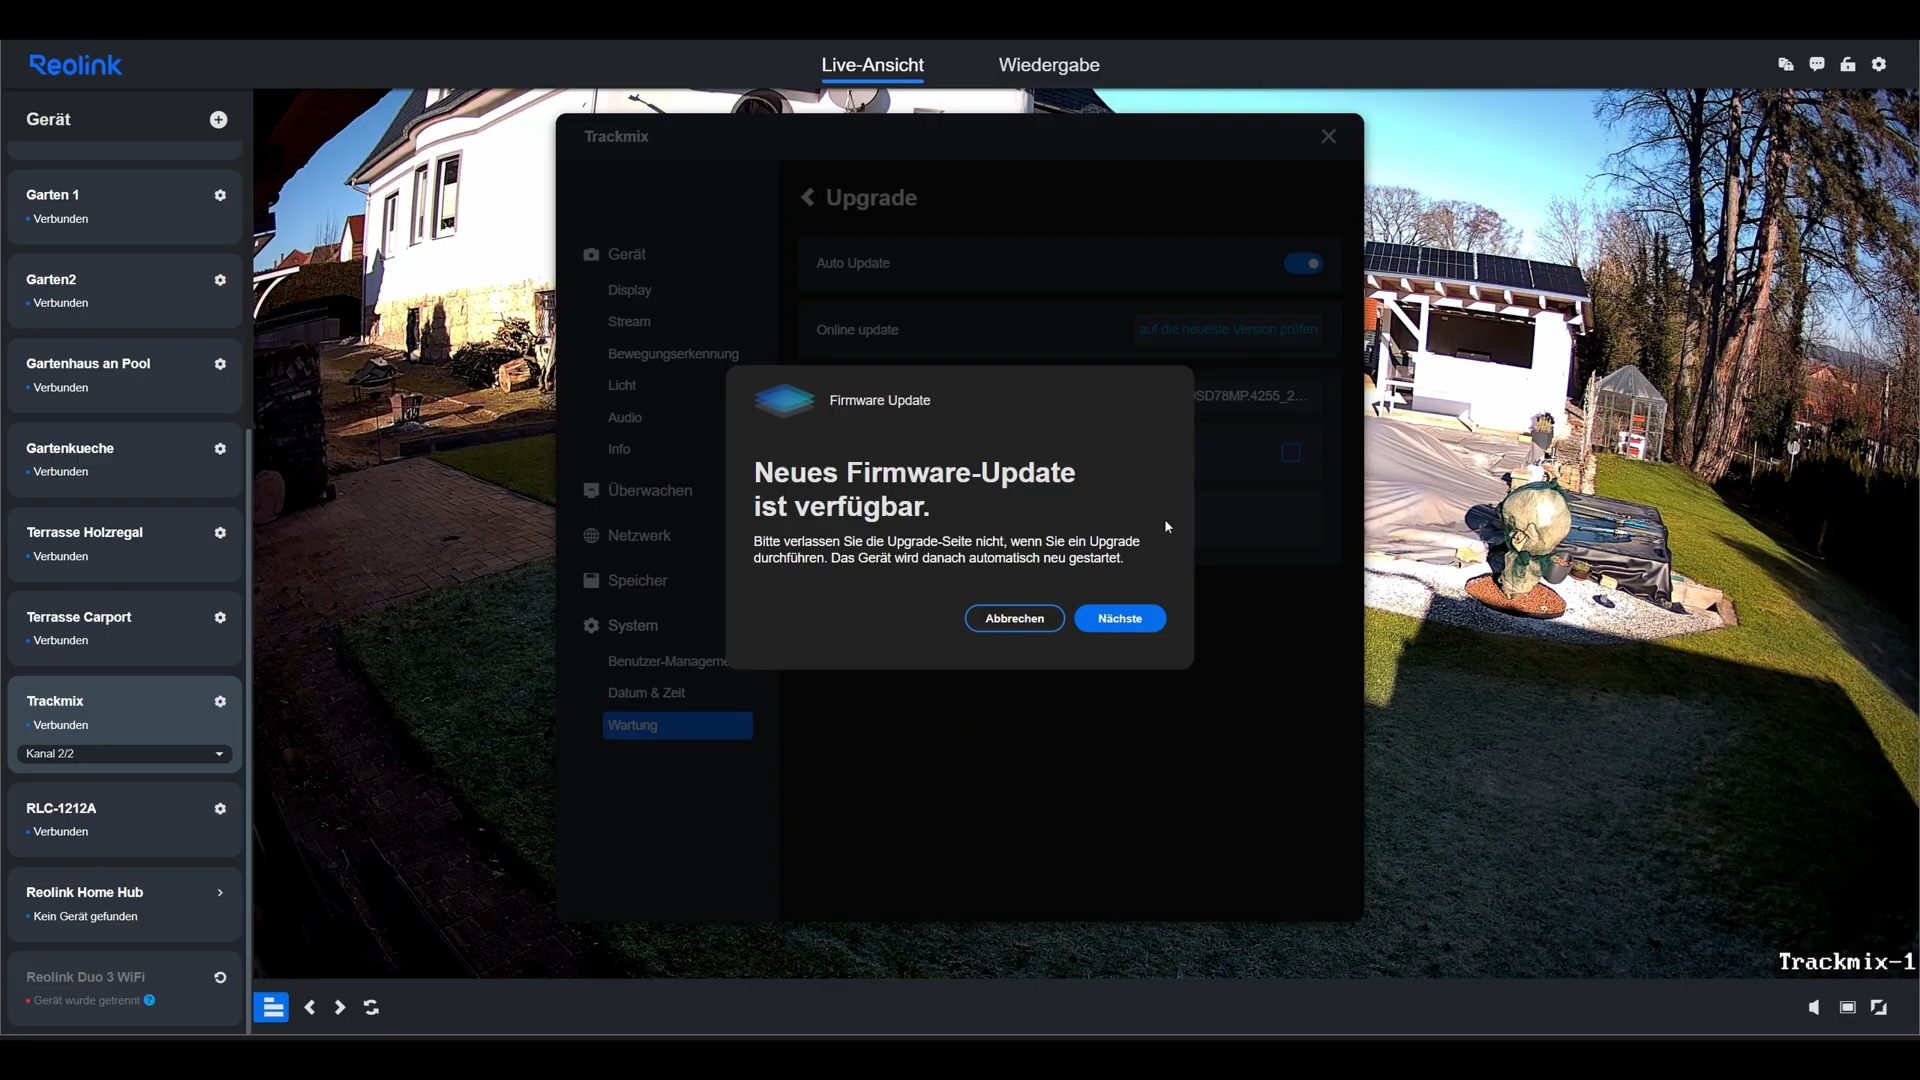 Reolink
Live-Ansicht
Wiedergabe
Gerät
Garten 1
Verbunden
Garten2
Verbunden
Gartenhaus an Pool
Verbunden
Gartenkueche
Verbunden
Terrasse Holzregal
Verbunden
Terrasse Carport
Verbunden
Trackmix
Verbunden
Kanal 2/2
RLC-1212A
Verbunden
Reolink Home Hub
Kein Gerät gefunden
Reolink Duo 3 WiFi
Gerät wurde getrennt ?
Trackmix
Gerät
Display
Stream
Bewegungserkennung
Licht
Audio
Info
Überwachen
Netzwerk
Speicher
System
Benutzer-Manageme
Datum & Zeit
Wartung
Upgrade
Auto Update
Online update
auf die neueste Version prüfen
SD78MP.4255_2...
Firmware Update
Neues Firmware-Update
ist verfügbar.
Bitte verlassen Sie die Upgrade-Seite nicht, wenn Sie ein Upgrade
durchführen. Das Gerät wird danach automatisch neu gestartet.
Abbrechen
Nächste
Trackmix-1